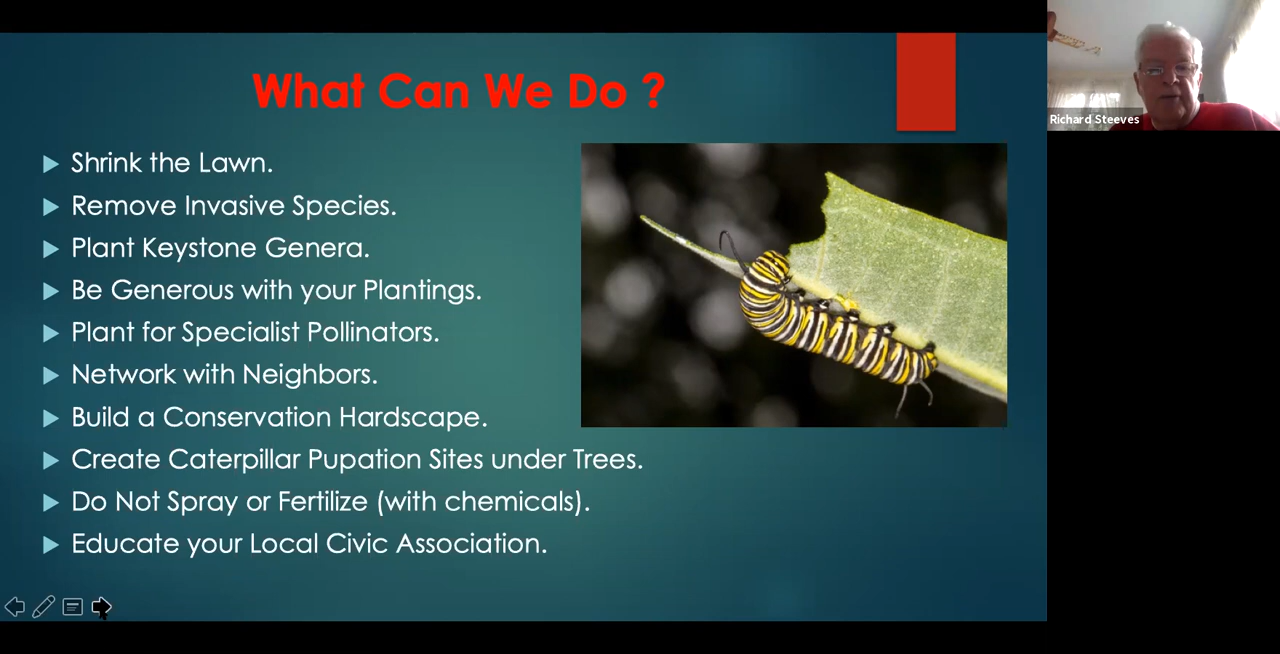 What Can We Do ?
Shrink the Lawn.
Remove Invasive Species.
Plant Keystone Genera.
Be Generous with your Plantings.
Plant for Specialist Pollinators.
Network with Neighbors.
Build a Conservation Hardscape.
Create Caterpillar Pupation Sites under Trees.
Do Not Spray or Fertilize (with chemicals).
Educate your Local Civic Association.
Richard Steeves